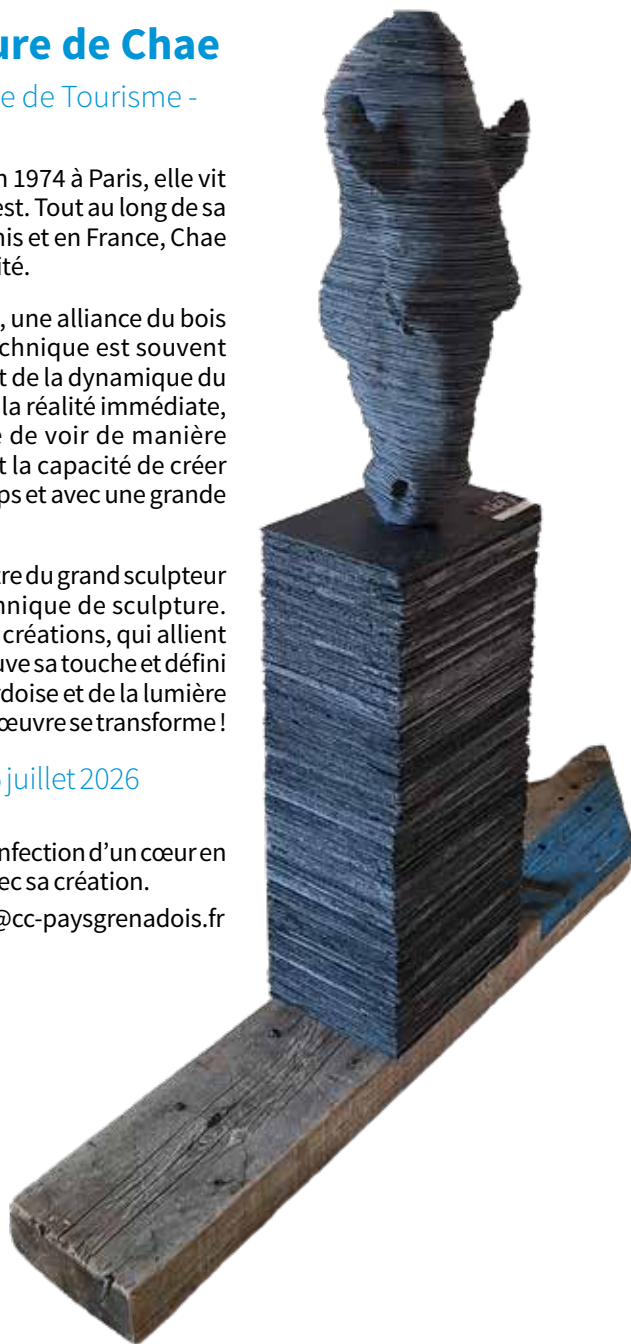 ure de Chae
e de Tourisme -
n 1974 à Paris, elle vit
est. Tout au long de sa
nis et en France, Chae
ité.
, une alliance du bois
echnique est souvent
t de la dynamique du
la réalité immédiate,
e de voir de manière
t la capacité de créer
ps et avec une grande
tre du grand sculpteur
hnique de sculpture.
créations, qui allient
uve sa touche et défini
rdoise et de la lumière
œuvre se transforme !
juillet 2026
nfection d’un cœur en
ec sa création.
@cc-paysgrenadois.fr